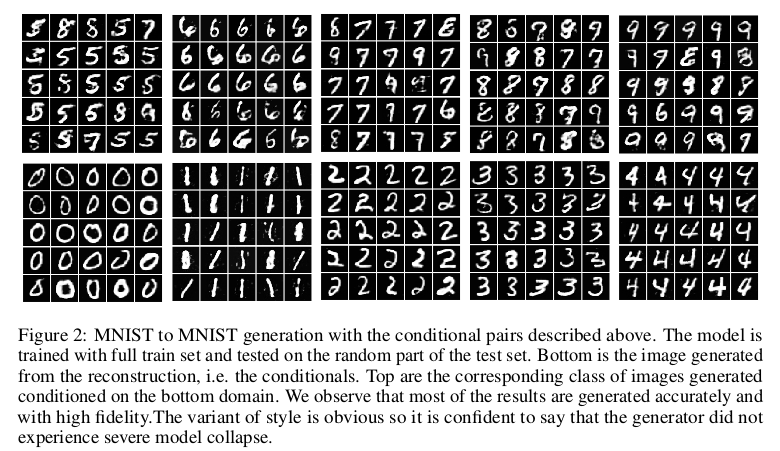 Figure 2: MNIST to MNIST generation with the conditional pairs described above. The model is
trained with full train set and tested on the random part of the test set. Bottom is the image generated
from the reconstruction, i.e. the conditionals. Top are the corresponding class of images generated
conditioned on the bottom domain. We observe that most of the results are generated accurately and
with high fidelity.The variant of style is obvious so it is confident to say that the generator did not
experience severe model collapse.